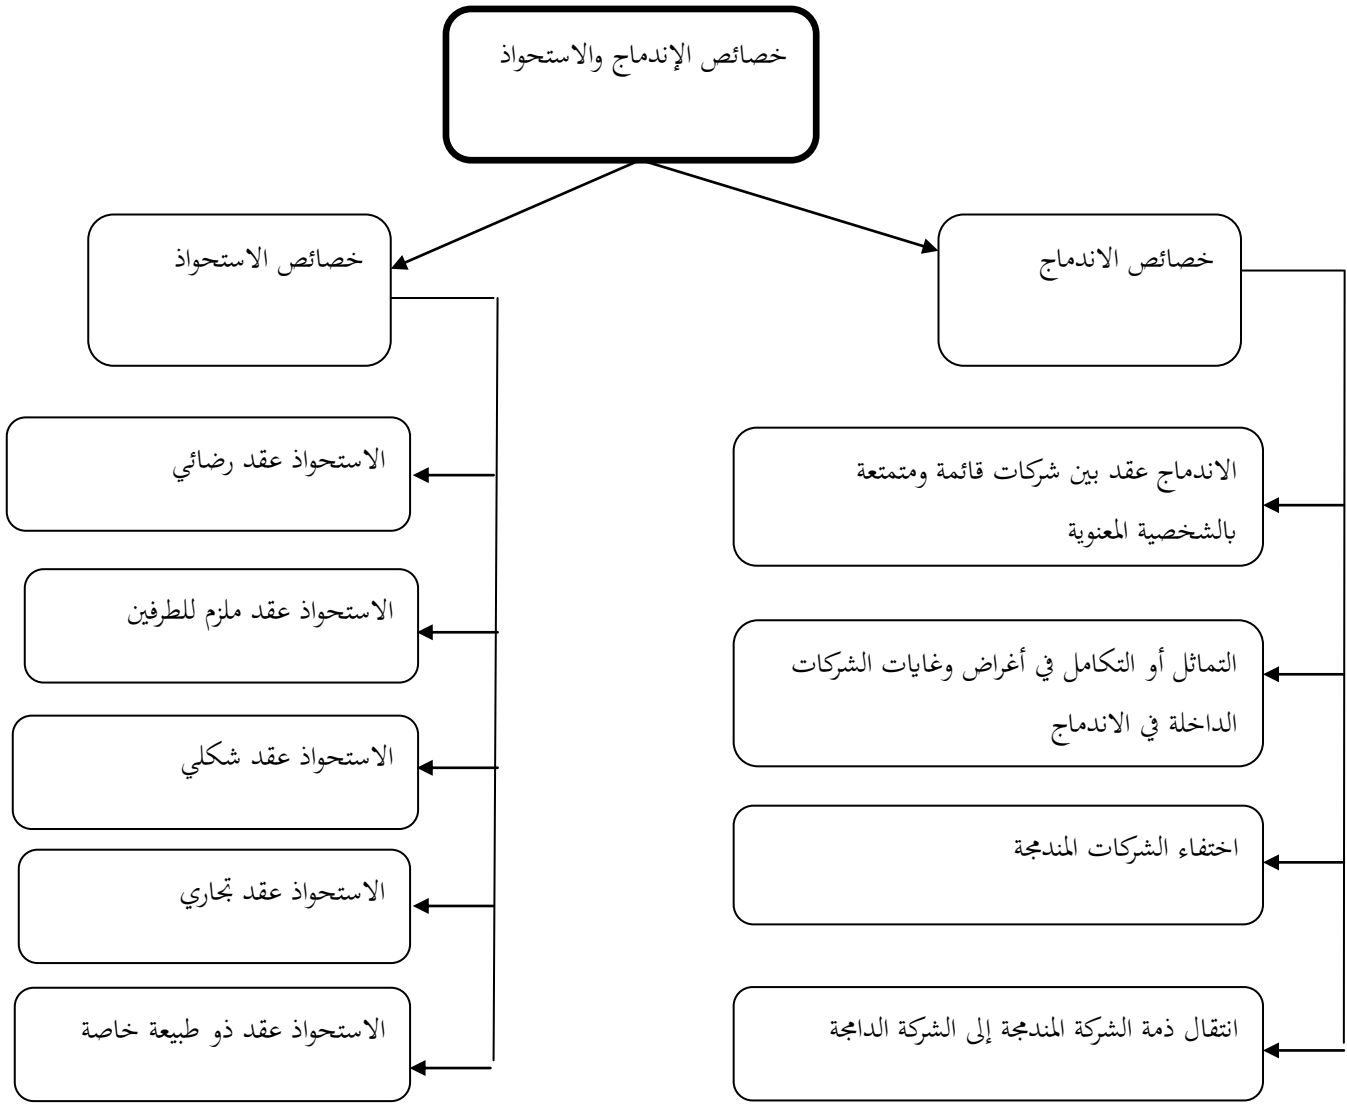 خصائص الإندماج والاستحواذ
خصائص الاندماج
الاندماج عقد بين شركات قائمة ومتمتعة
بالشخصية المعنوية
التماثل أو التكامل في أغراض وغايات الشركات
الداخلة في الاندماج
اختفاء الشركات المندمجة
انتقال ذمة الشركة المندمجة إلى الشركة الدامجة
خصائص الاستحواذ
الاستحواذ عقد رضائي
الاستحواذ عقد ملزم للطرفين
الاستحواذ عقد شكلي
الاستحواذ عقد تجاري
الاستحواذ عقد ذو طبيعة خاصة